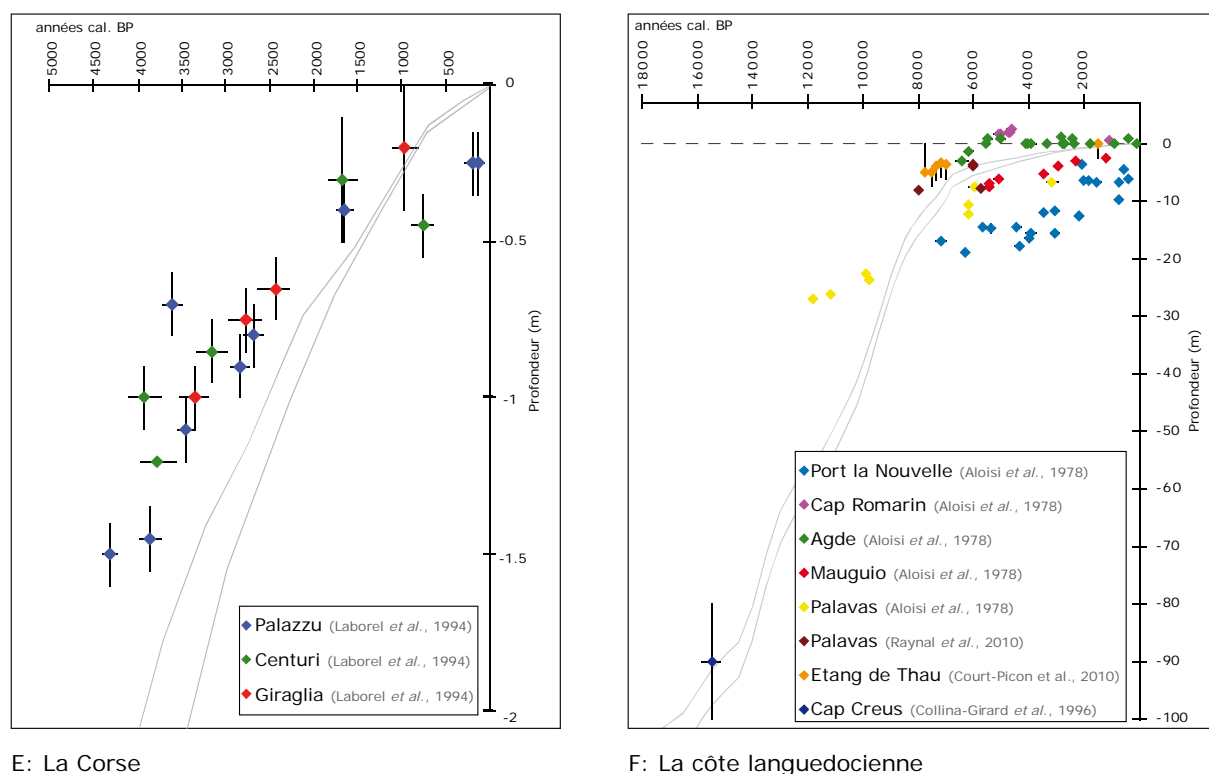 années cal. BP
5000
4000
3500
3000
2500
2000
1000
500
0
-0.5
-1
-1.5
-2
Profondeur (m)
Palazzu (Laborel et al., 1994)
Centuri (Laborel et al., 1994)
Giraglia (Laborel et al., 1994)
E: La Corse
années cal. BP
18000
16000
12000
10000
8000
6000
4000
2000
0
-10
-20
-30
-40
-50
-60
-70
-80
-90
-100
Profondeur (m)
Port la Nouvelle (Aloisi et al., 1978)
Cap Romarin (Aloisi et al., 1978)
Agde (Aloisi et al., 1978)
Mauguio (Aloisi et al., 1978)
Palavas (Aloisi et al., 1978)
Palavas (Raynal et al., 2010)
Etang de Thau (Court-Picon et al., 2010)
Cap Creus (Collina-Girard et al., 1996)
F: La côte languedocienne